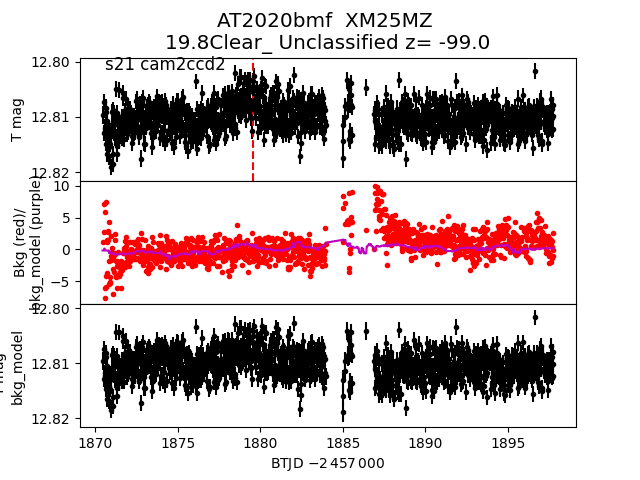 AT2020bmf  XM25MZ
19.8Clear_ Unclassified z= -99.0
s21 cam2ccd2
12.80
12.81
12.82
T mag
10
5
0
−5
Bkg (red)/
bkg_model (purple)
12.80
12.81
12.82
mag
bkg_model
1870
1875
1880
1885
1890
1895
BTJD −2 457 000